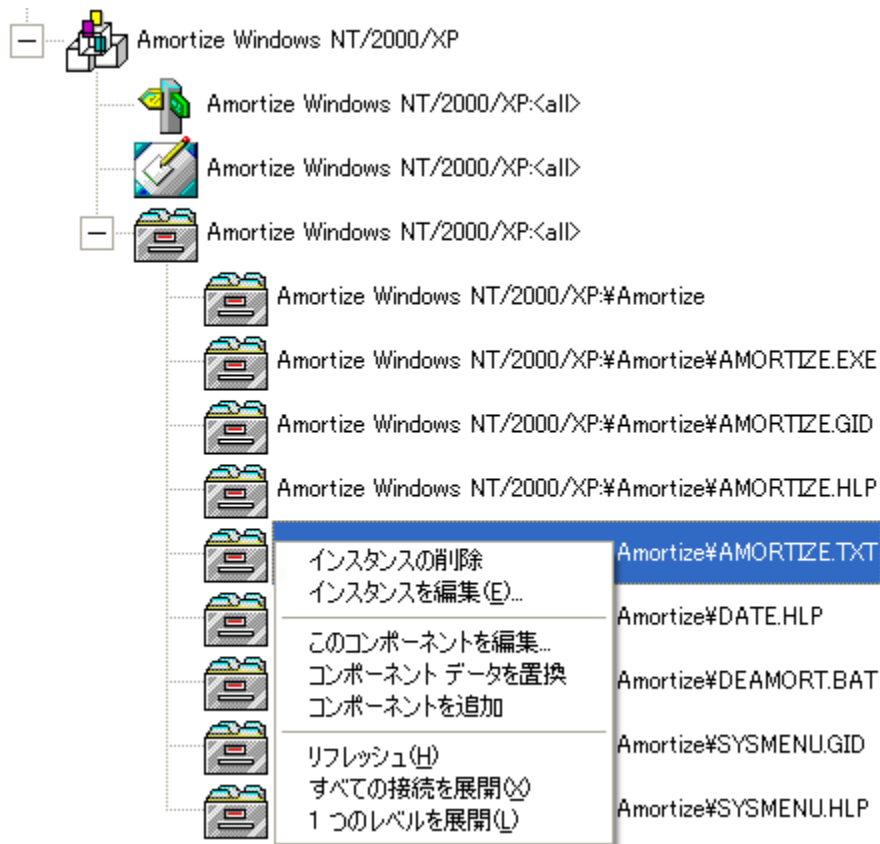 Amortize Windows NT/2000/XP
Amortize Windows NT/2000/XP:<all>
Amortize Windows NT/2000/XP:<all>
Amortize Windows NT/2000/XP:<all>
Amortize Windows NT/2000/XP:¥Amortize
Amortize Windows NT/2000/XP:¥Amortize¥AMORTIZE.EXE
Amortize Windows NT/2000/XP:¥Amortize¥AMORTIZE.GID
Amortize Windows NT/2000/XP:¥Amortize¥AMORTIZE.HLP
Amortize¥AMORTIZE.TXT
インスタンスの削除
インスタンスを編集(E)...
Amortize¥DATE.HLP
このコンポーネントを編集...
コンポーネント データを置換
Amortize¥DEAMORT.BAT
コンポーネントを追加
リフレッシュ(H)
Amortize¥SYSMENU.GID
すべての接続を展開(X)
1 つのレベルを展開(L)
Amortize¥SYSMENU.HLP